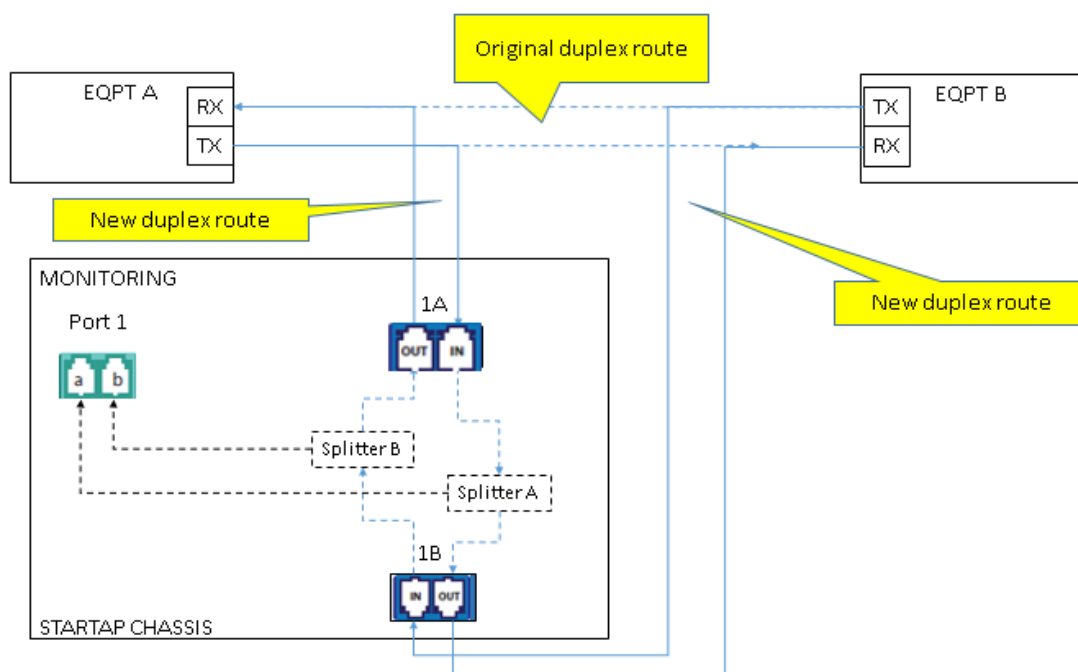 Original duplex route
EQPT A
RX
TX
EQPT B
TX
RX
New duplex route
New duplex route
MONITORING
Port 1
a b
1A
OUT IN
Splitter B
Splitter A
1B
IN OUT
STARTAP CHASSIS